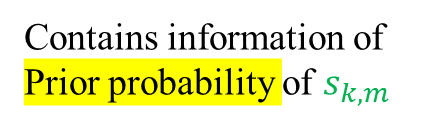 Contains information of
Prior probability of $s_{k,m}$